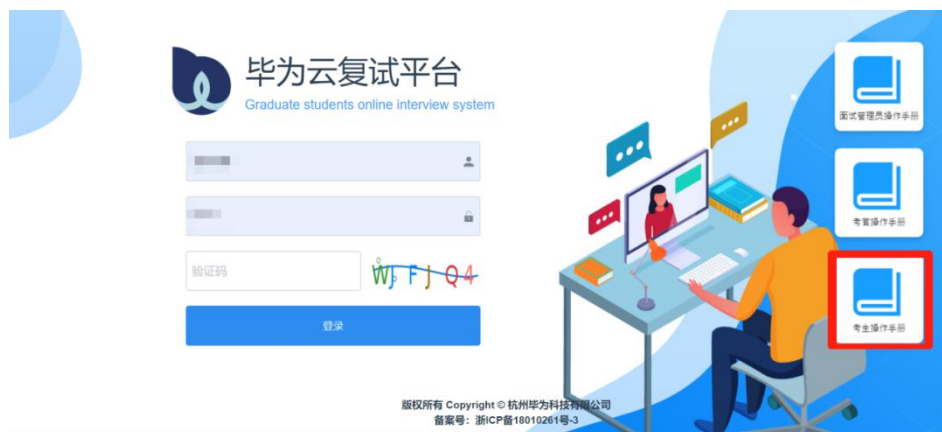 毕为云复试平台
Graduate students online interview system
验证码
WJFJQ4
登录
面试管理员操作手册
考官操作手册
考生操作手册
版权所有 Copyright © 杭州毕为科技有限公司
备案号：浙ICP备18010261号-3